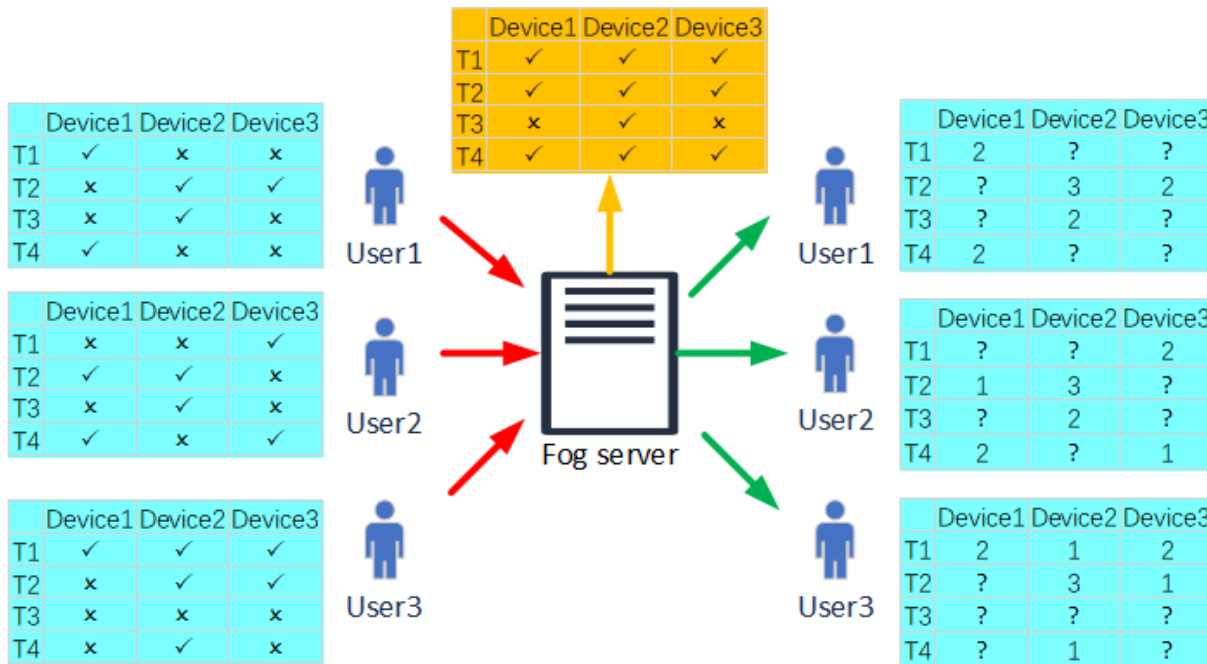 Device1 Device2 Device3
T1 ✓ ✓ ✓
T2 ✓ ✓ ✓
T3 x ✓ x
T4 ✓ ✓ ✓
Device1 Device2 Device3
T1 ✓ x x
T2 x ✓ ✓
T3 x ✓ x
T4 ✓ x x
User1
User1
Device1 Device2 Device3
T1 2 ? ?
T2 ? 3 2
T3 ? 2 ?
T4 2 ? ?
Device1 Device2 Device3
T1 x x ✓
T2 ✓ ✓ x
T3 x ✓ x
T4 ✓ x ✓
User2
Fog server
User2
Device1 Device2 Device3
T1 ? ? 2
T2 1 3 ?
T3 ? 2 ?
T4 2 ? 1
Device1 Device2 Device3
T1 ✓ ✓ ✓
T2 x ✓ ✓
T3 x x x
T4 x ✓ x
User3
User3
Device1 Device2 Device3
T1 2 1 2
T2 ? 3 1
T3 ? ? ?
T4 ? 1 ?